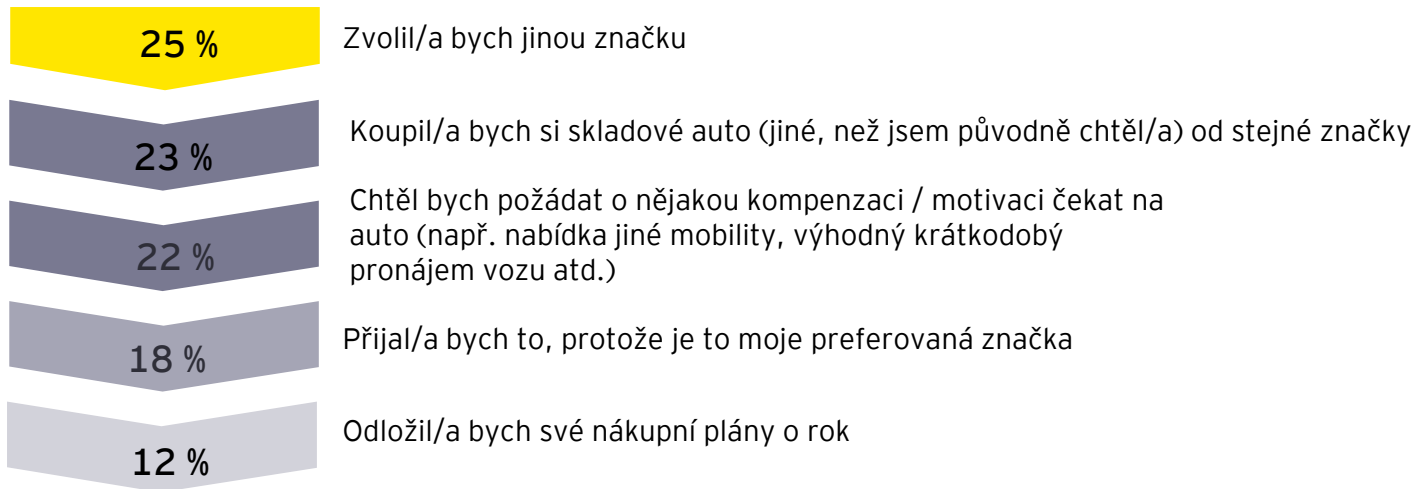 25 %
Zvolil/a bych jinou značku
23 %
Koupil/a bych si skladové auto (jiné, než jsem původně chtěl/a) od stejné značky
22 %
Chtěl bych požádat o nějakou kompenzaci / motivaci čekat na
auto (např. nabídka jiné mobility, výhodný krátkodobý
pronájem vozu atd.)
18 %
Přijal/a bych to, protože je to moje preferovaná značka
12 %
Odložil/a bych své nákupní plány o rok